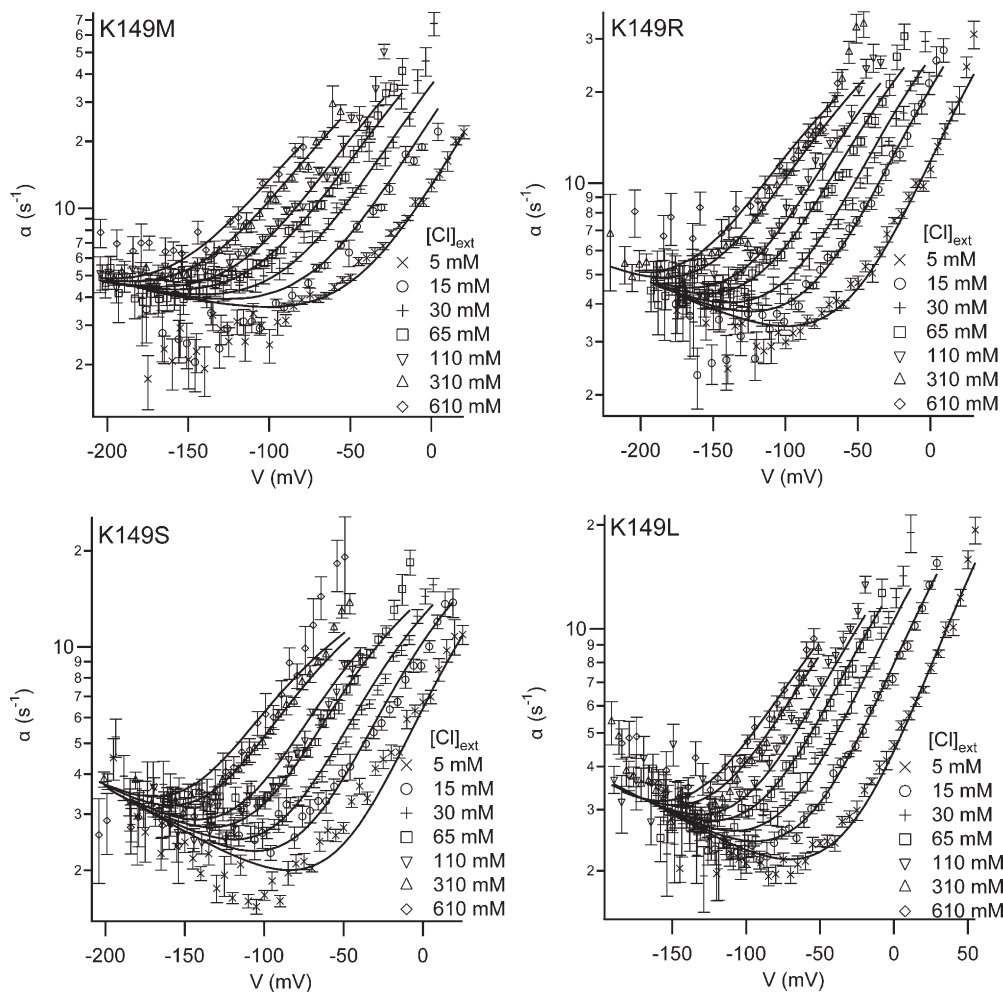 K149M
7
6
5
4
3
2
10
9
8
7
6
5
4
3
2
α (s-1)
[Cl]ext
5 mM
15 mM
30 mM
65 mM
110 mM
310 mM
610 mM
-200 -150 -100 -50 0
V (mV)
K149R
3
2
10
9
8
7
6
5
4
3
2
α (s-1)
[Cl]ext
5 mM
15 mM
30 mM
65 mM
110 mM
310 mM
610 mM
-200 -150 -100 -50 0
V (mV)
K149S
2
10
9
8
7
6
5
4
3
2
α (s-1)
[Cl]ext
5 mM
15 mM
30 mM
65 mM
110 mM
310 mM
610 mM
-200 -150 -100 -50 0
V (mV)
K149L
2
10
9
8
7
6
5
4
3
2
α (s-1)
[Cl]ext
5 mM
15 mM
30 mM
65 mM
110 mM
310 mM
610 mM
-150 -100 -50 0 50
V (mV)